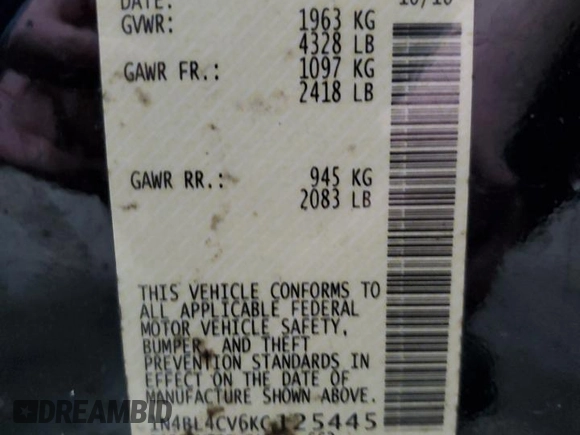 DATE:
GVWR: 1963 KG
4328 LB
GAWR FR.: 1097 KG
2418 LB
GAWR RR.: 945 KG
2083 LB
THIS VEHICLE CONFORMS TO
ALL APPLICABLE FEDERAL
MOTOR VEHICLE SAFETY,
BUMPER, AND THEFT
PREVENTION STANDARDS IN
EFFECT ON THE DATE OF
MANUFACTURE SHOWN ABOVE.
1N4BL4CV6KC125445
DREAMBID